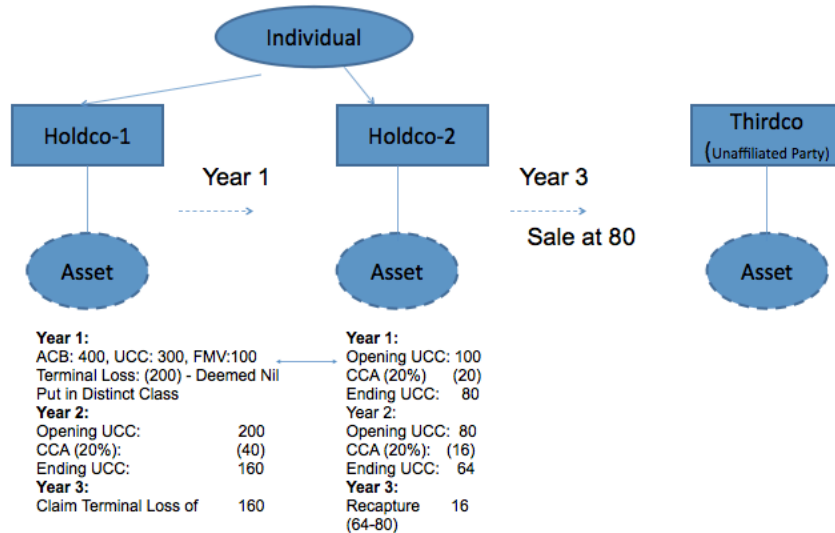 Individual
Holdco-1
Holdco-2
Thirdco
(Unaffiliated Party)
Year 1
Year 3
Sale at 80
Asset
Asset
Asset
Year 1:
ACB: 400, UCC: 300, FMV:100
Terminal Loss: (200) - Deemed Nil
Put in Distinct Class
Year 2:
Opening UCC: 200
CCA (20%): (40)
Ending UCC: 160
Year 3:
Claim Terminal Loss of 160
Year 1:
Opening UCC: 100
CCA (20%) (20)
Ending UCC: 80
Year 2:
Opening UCC: 80
CCA (20%): (16)
Ending UCC: 64
Year 3:
Recapture 16
(64-80)